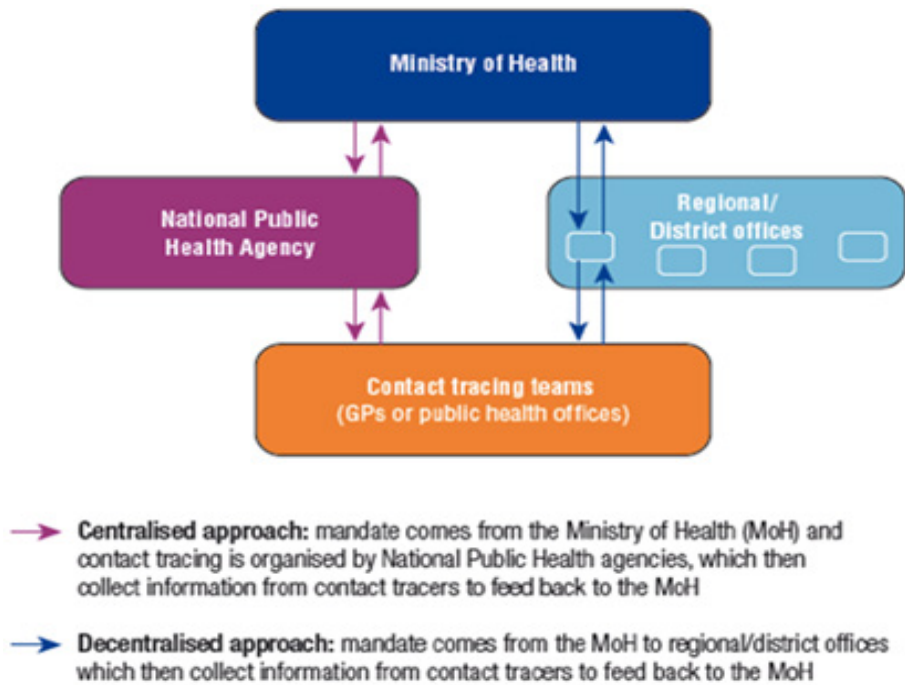 Ministry of Health
National Public
Health Agency
Regional/
District offices
Contact tracing teams
(GPs or public health offices)
Centralised approach: mandate comes from the Ministry of Health (MoH) and
contact tracing is organised by National Public Health agencies, which then
collect information from contact tracers to feed back to the MoH
Decentralised approach: mandate comes from the MoH to regional/district offices
which then collect information from contact tracers to feed back to the MoH